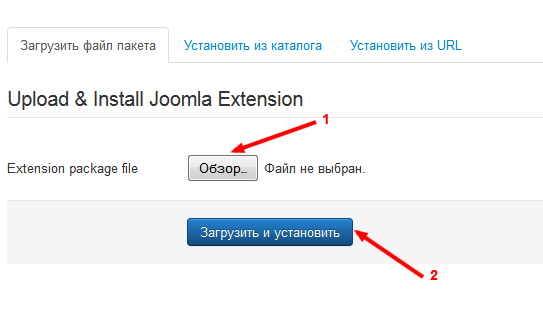 Загрузить файл пакета Установить из каталога Установить из URL
Upload & Install Joomla Extension
1
Extension package file Обзор... Файл не выбран.
Загрузить и установить
2